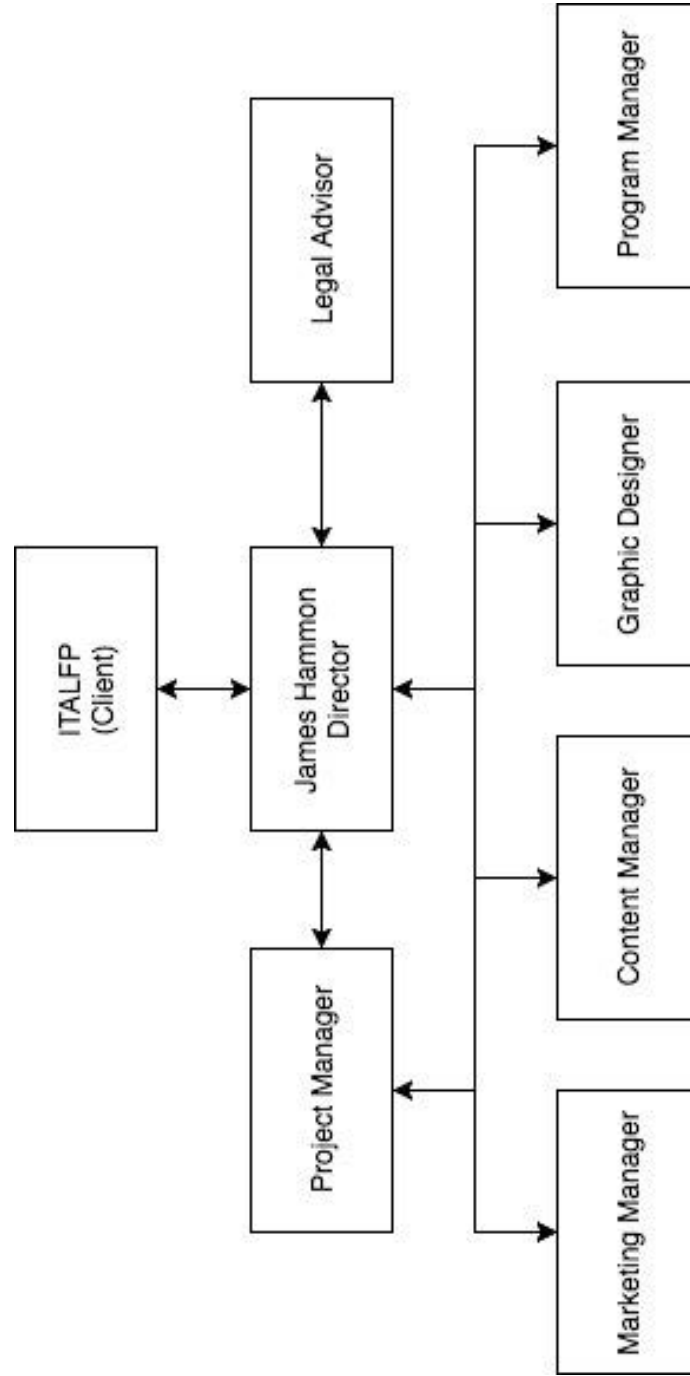 ITALFP
(Client)
Project Manager
James Hammon
Director
Legal Advisor
Marketing Manager
Content Manager
Graphic Designer
Program Manager